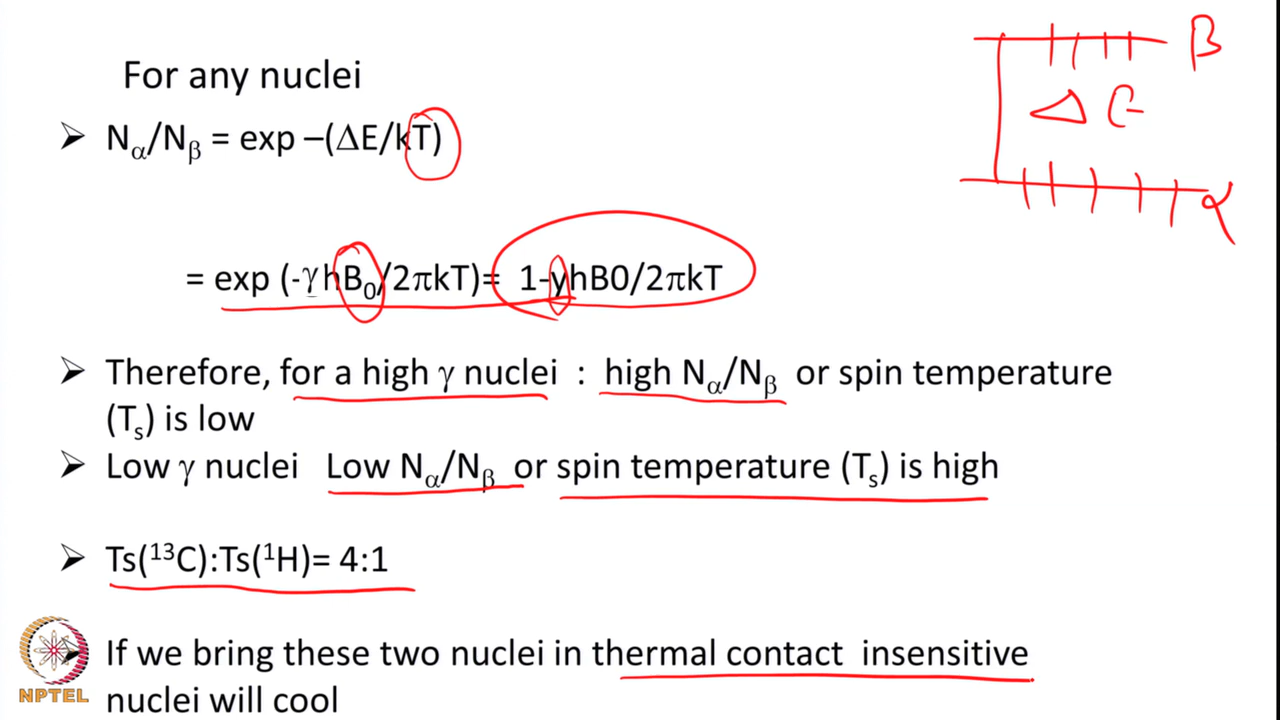 For any nuclei
β
Δ E
➢ Nα/Nβ = exp –(ΔE/kT)
α
= exp (-γhB₀/2πkT)= 1-yhB0/2πkT
➢ Therefore, for a high γ nuclei : high Nα/Nβ or spin temperature
(Tₛ) is low
➢ Low γ nuclei Low Nα/Nβ or spin temperature (Tₛ) is high
➢ Ts(¹³C):Ts(¹H)= 4:1
➢ If we bring these two nuclei in thermal contact insensitive
nuclei will cool
NPTEL